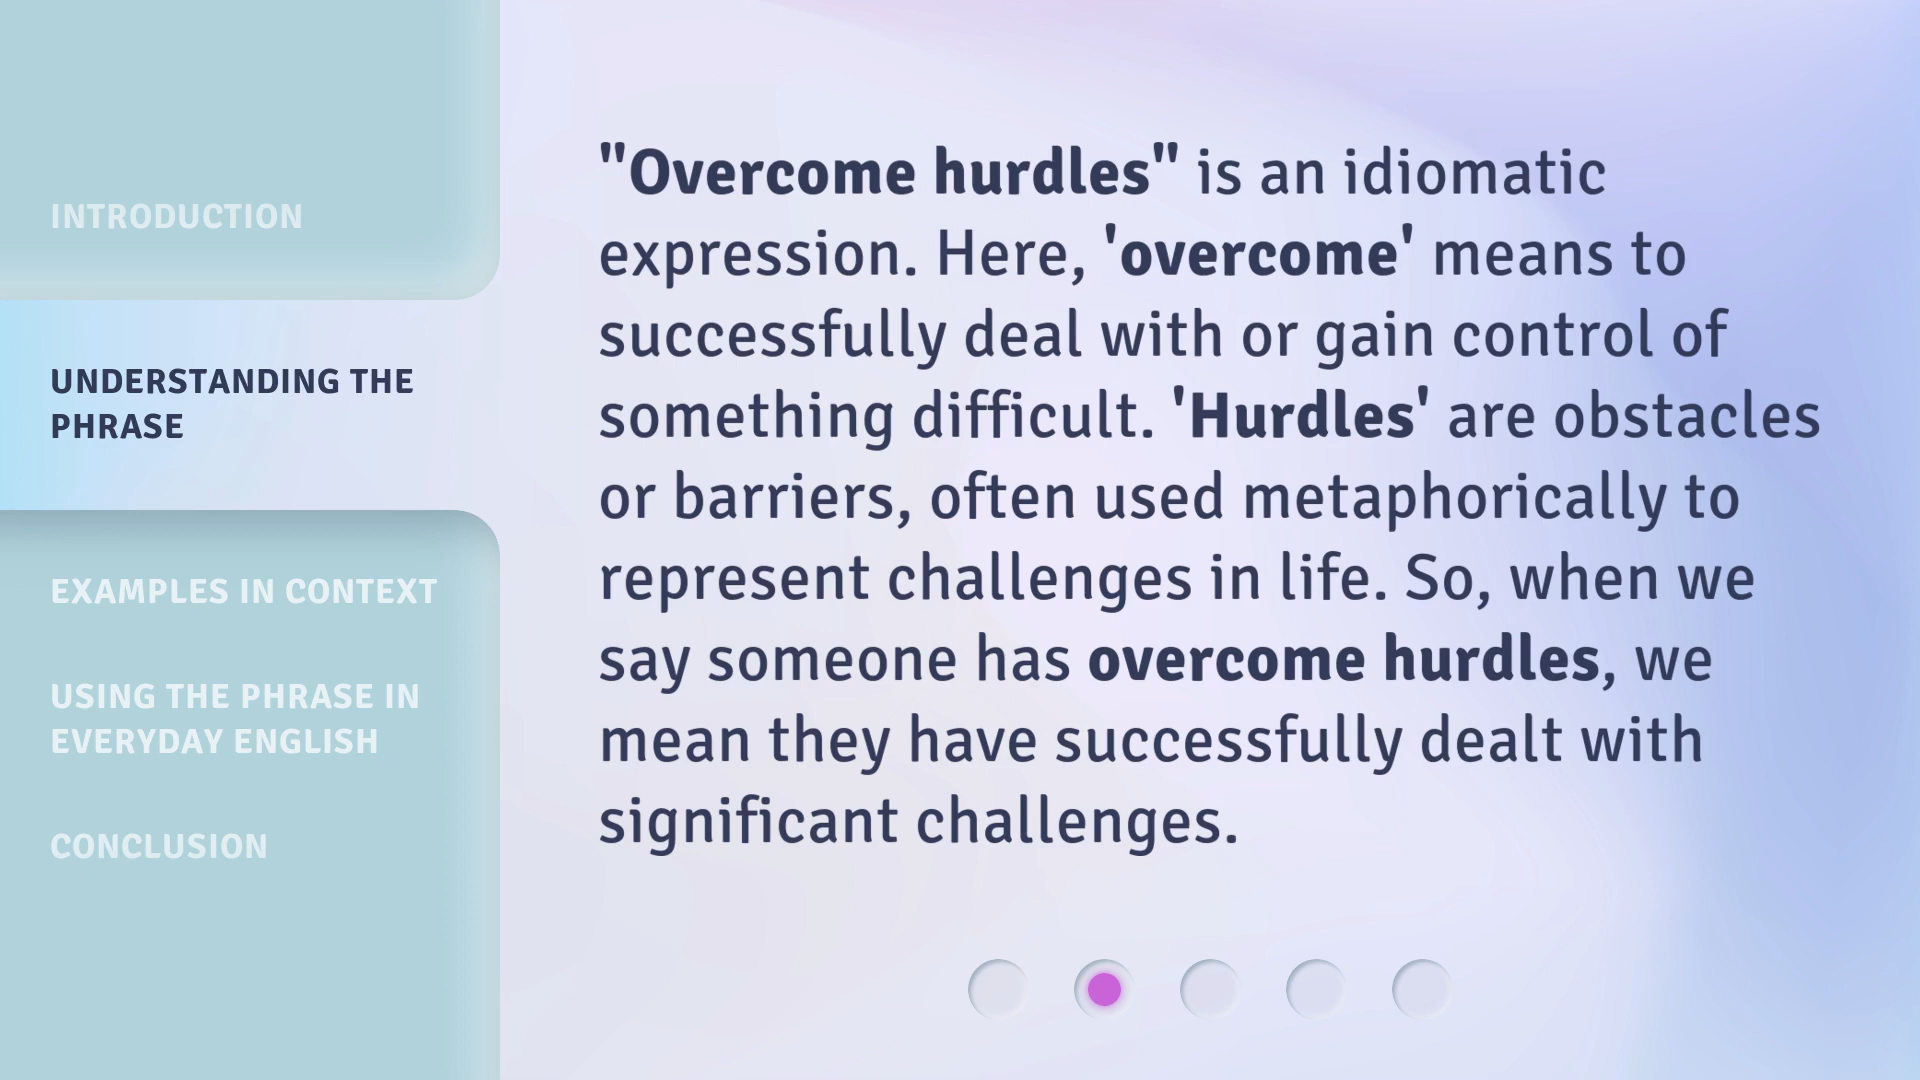 INTRODUCTION
UNDERSTANDING THE
PHRASE
EXAMPLES IN CONTEXT
USING THE PHRASE IN
EVERYDAY ENGLISH
CONCLUSION
"Overcome hurdles" is an idiomatic
expression. Here, 'overcome' means to
successfully deal with or gain control of
something difficult. 'Hurdles' are obstacles
or barriers, often used metaphorically to
represent challenges in life. So, when we
say someone has overcome hurdles, we
mean they have successfully dealt with
significant challenges.